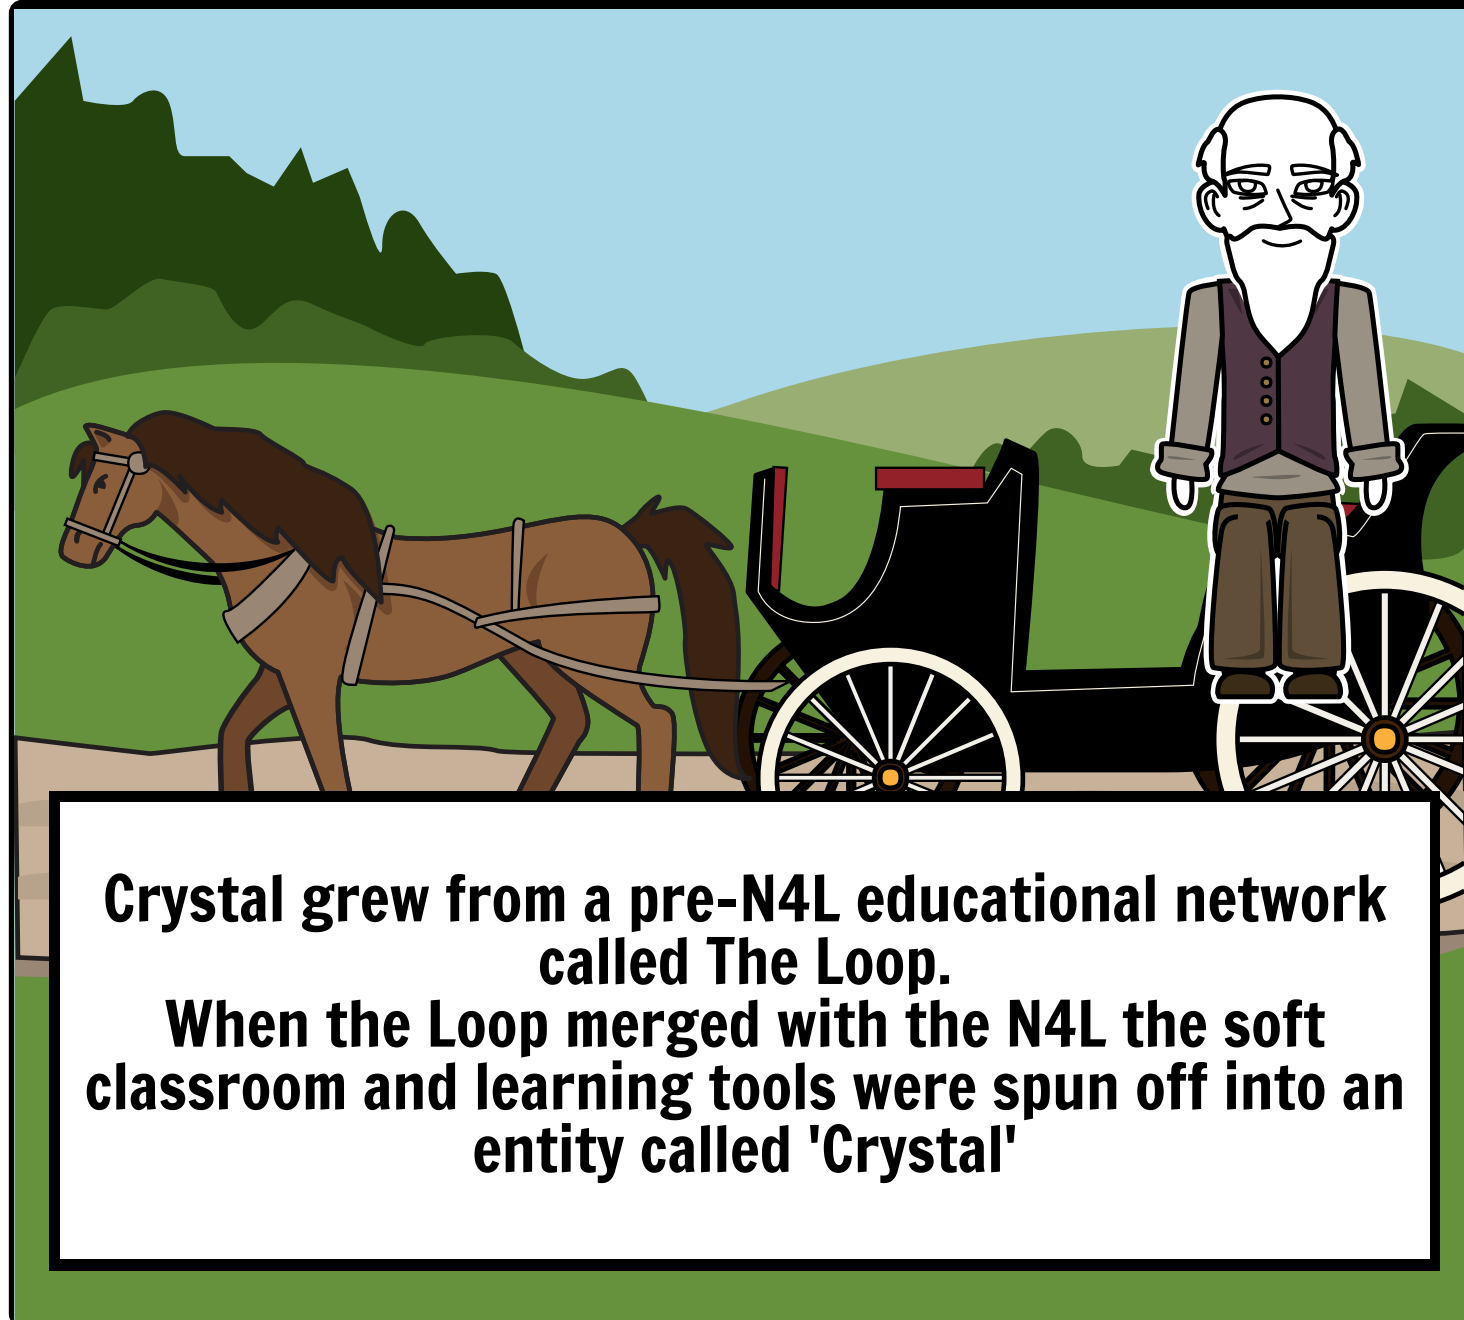 Crystal grew from a pre-N4L educational network
called The Loop.
When the Loop merged with the N4L the soft
classroom and learning tools were spun off into an
entity called 'Crystal'